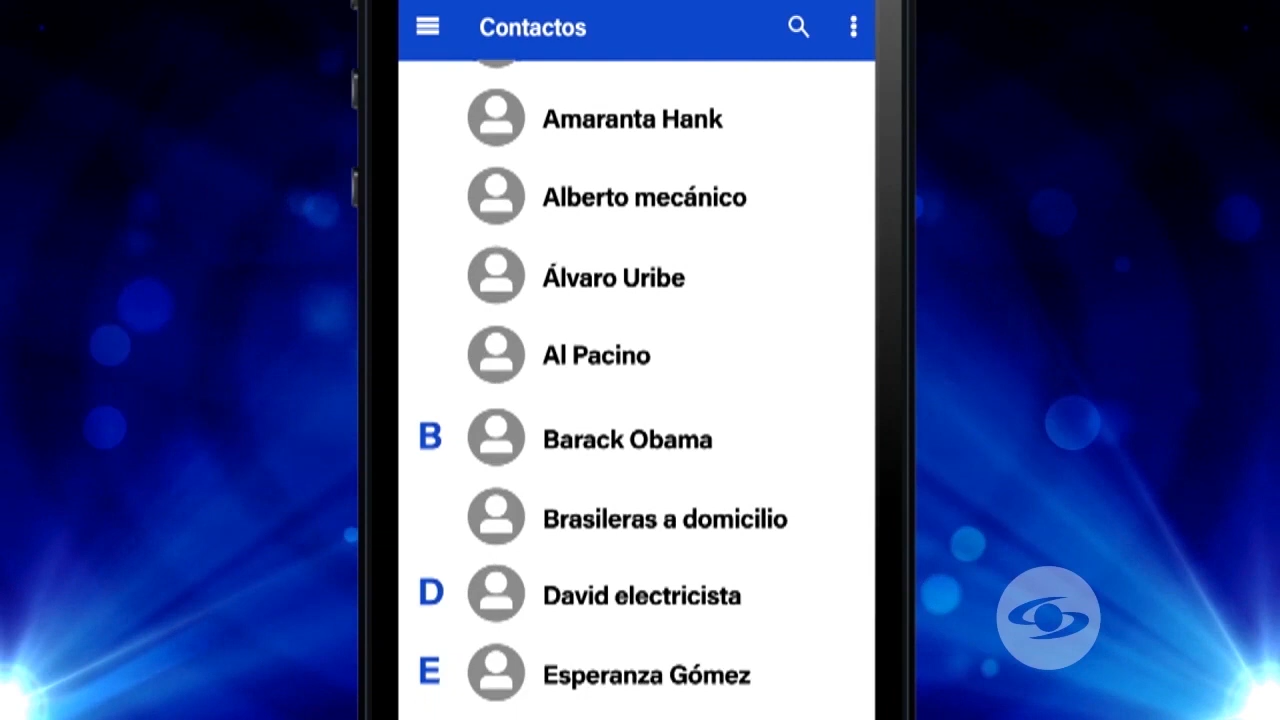 Contactos
Amaranta Hank
Alberto mecánico
Álvaro Uribe
Al Pacino
B
Barack Obama
Brasileras a domicilio
D
David electricista
E
Esperanza Gómez